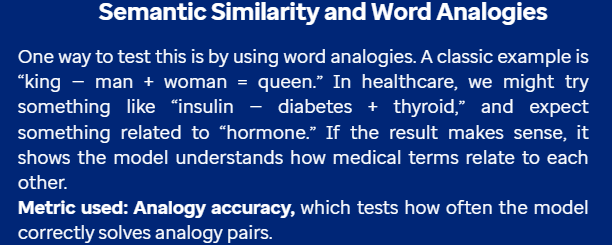 Semantic Similarity and Word Analogies
One way to test this is by using word analogies. A classic example is
“king – man + woman = queen.” In healthcare, we might try
something like “insulin – diabetes + thyroid,” and expect
something related to “hormone.” If the result makes sense, it
shows the model understands how medical terms relate to each
other.
Metric used: Analogy accuracy, which tests how often the model
correctly solves analogy pairs.